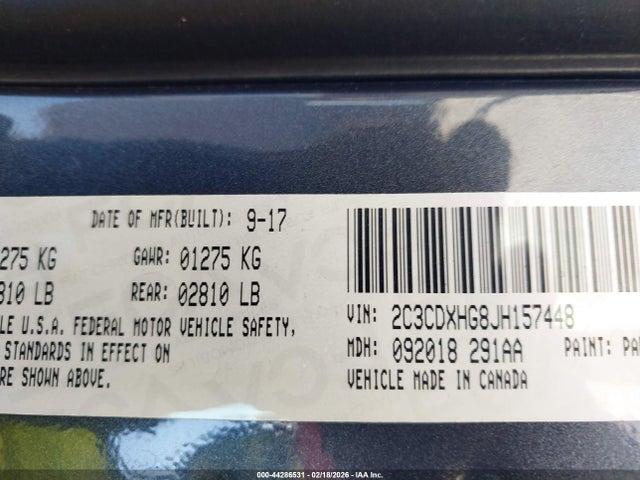 DATE OF MFR(BUILT): 9-17
275 KG GAWR: 01275 KG
810 LB REAR: 02810 LB
LE U.S.A. FEDERAL MOTOR VEHICLE SAFETY,
STANDARDS IN EFFECT ON
RE SHOWN ABOVE.
VIN: 2C3CDXHG8JH157448
MDH: 092018 291AA PAINT: PA
VEHICLE MADE IN CANADA
000-44286531 - 02/18/2026 - IAA Inc.